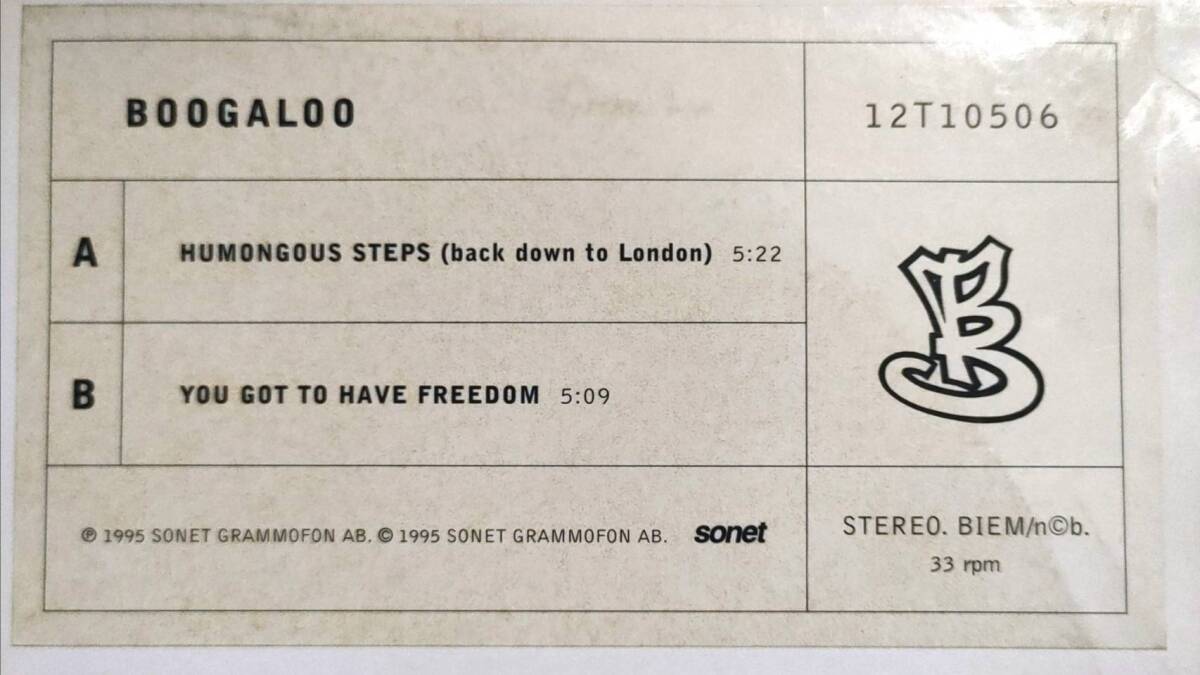 BOOGALOO
12T10506
A
HUMONGOUS STEPS (back down to London) 5:22
B
YOU GOT TO HAVE FREEDOM 5:09
B
℗ 1995 SONET GRAMMOFON AB. © 1995 SONET GRAMMOFON AB.
sonet
STEREO. BIEM/n©b.
33 rpm